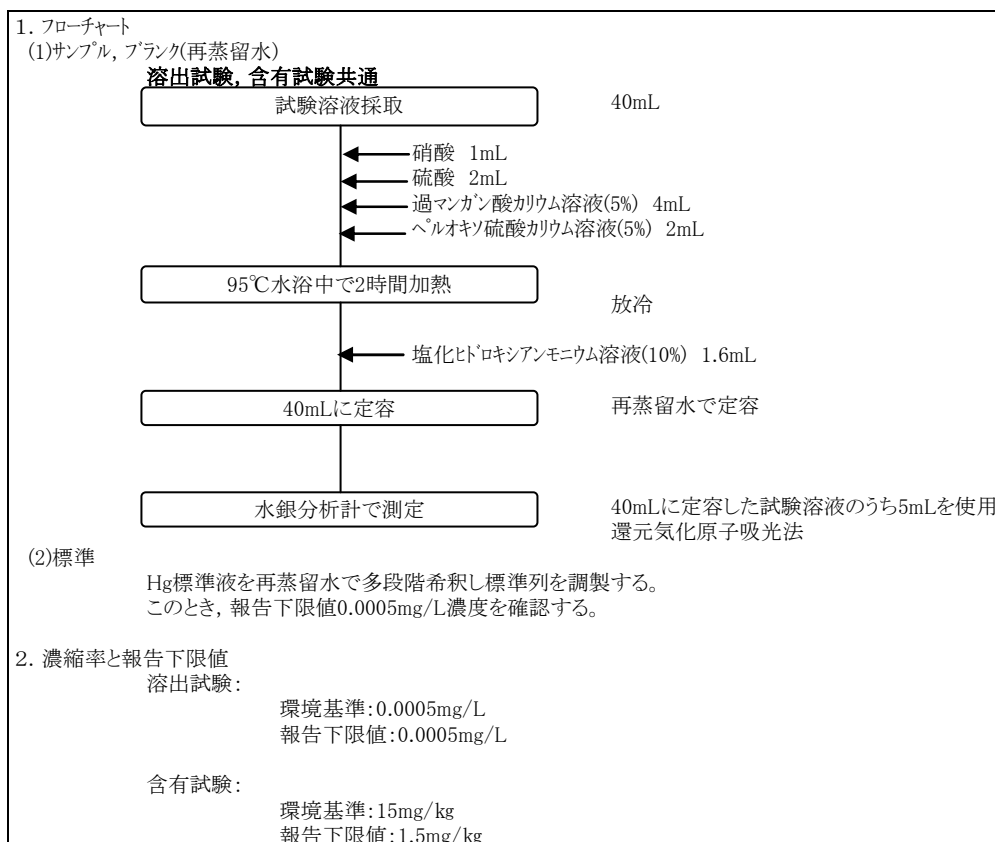 1．フローチャート
(1)サンプル，ブランク(再蒸留水)
溶出試験，含有試験共通
試験溶液採取 40mL
硝酸 1mL
硫酸 2mL
過マンガン酸カリウム溶液(5%) 4mL
ペルオキソ硫酸カリウム溶液(5%) 2mL
95℃水浴中で2時間加熱
放冷
塩化ヒドロキシアンモニウム溶液(10%) 1.6mL
40mLに定容 再蒸留水で定容
水銀分析計で測定 40mLに定容した試験溶液のうち5mLを使用
還元気化原子吸光法
(2)標準
Hg標準液を再蒸留水で多段階希釈し標準列を調製する。
このとき，報告下限値0.0005mg/L濃度を確認する。
2．濃縮率と報告下限値
溶出試験：
環境基準：0.0005mg/L
報告下限値：0.0005mg/L
含有試験：
環境基準：15mg/kg
報告下限値：1.5mg/kg